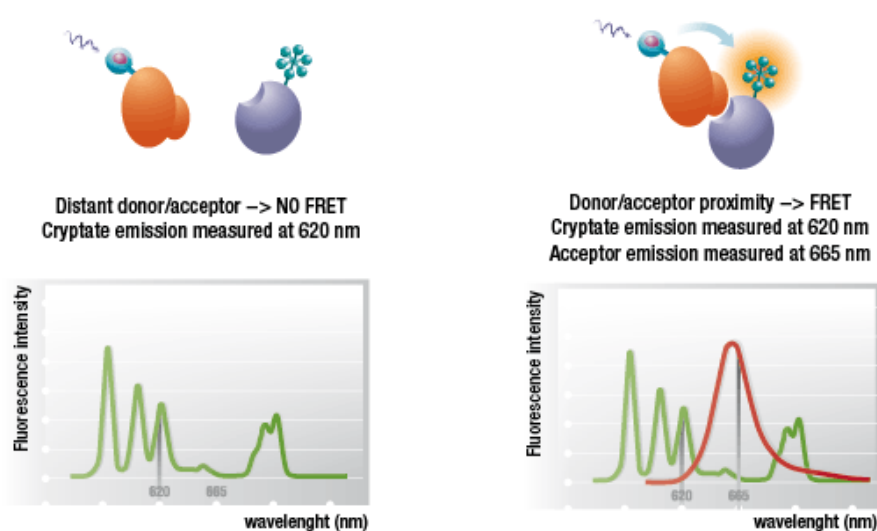 Distant donor/acceptor –> NO FRET
Cryptate emission measured at 620 nm
Fluorescence intensity
620
665
wavelenght (nm)
Donor/acceptor proximity –> FRET
Cryptate emission measured at 620 nm
Acceptor emission measured at 665 nm
Fluorescence intensity
620
665
wavelenght (nm)